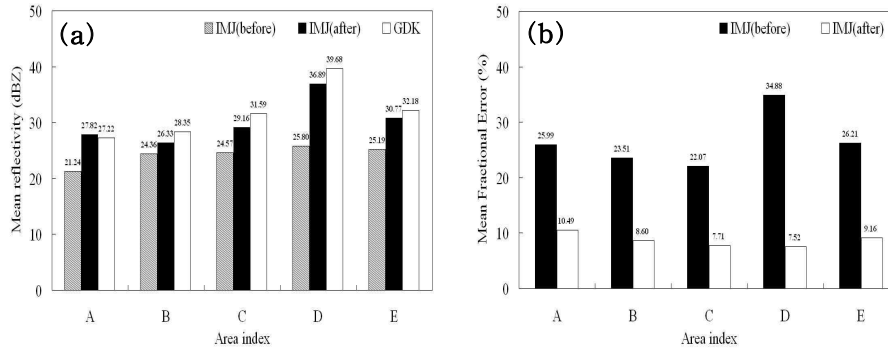 (a)
IMJ(before) IMJ(after) GDK
Mean reflectivity (dBZ)
50
40
30
20
10
0
21.24 27.82 27.22
24.36 26.33 28.35
24.57 29.16 31.59
25.80 36.89 39.68
25.19 30.77 32.18
A B C D E
Area index
(b)
IMJ(before) IMJ(after)
Mean Fractional Error (%)
50
40
30
20
10
0
25.99 10.49
23.51 8.60
22.07 7.71
34.88 7.52
26.21 9.16
A B C D E
Area index